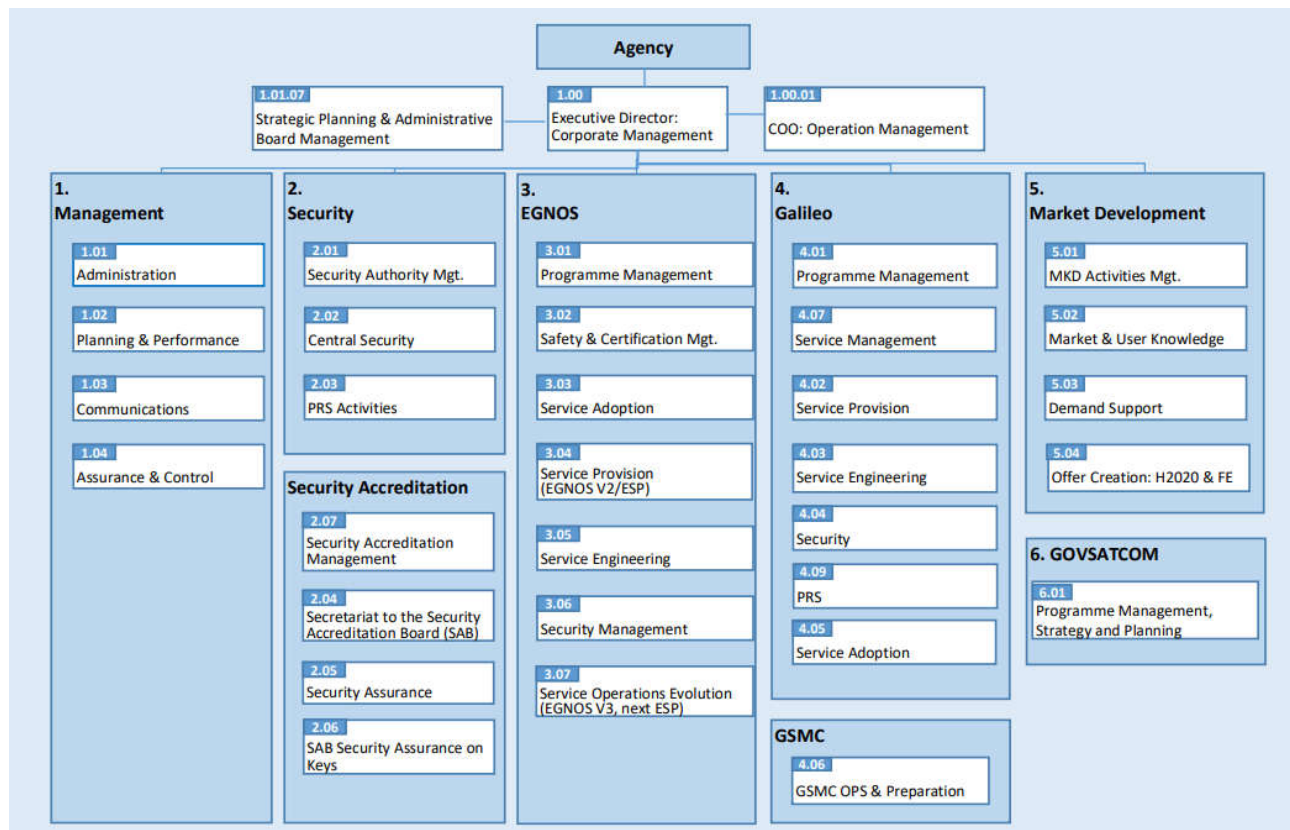 Agency
1.01.07
Strategic Planning & Administrative
Board Management
1.00
Executive Director:
Corporate Management
1.00.01
COO: Operation Management
1.
Management
1.01
Administration
1.02
Planning & Performance
1.03
Communications
1.04
Assurance & Control
2.
Security
2.01
Security Authority Mgt.
2.02
Central Security
2.03
PRS Activities
Security Accreditation
2.07
Security Accreditation
Management
2.04
Secretariat to the Security
Accreditation Board (SAB)
2.05
Security Assurance
2.06
SAB Security Assurance on
Keys
3.
EGNOS
3.01
Programme Management
3.02
Safety & Certification Mgt.
3.03
Service Adoption
3.04
Service Provision
(EGNOS V2/ESP)
3.05
Service Engineering
3.06
Security Management
3.07
Service Operations Evolution
(EGNOS V3, next ESP)
4.
Galileo
4.01
Programme Management
4.07
Service Management
4.02
Service Provision
4.03
Service Engineering
4.04
Security
4.09
PRS
4.05
Service Adoption
GSMC
4.06
GSMC OPS & Preparation
5.
Market Development
5.01
MKD Activities Mgt.
5.02
Market & User Knowledge
5.03
Demand Support
5.04
Offer Creation: H2020 & FE
6. GOVSATCOM
6.01
Programme Management,
Strategy and Planning